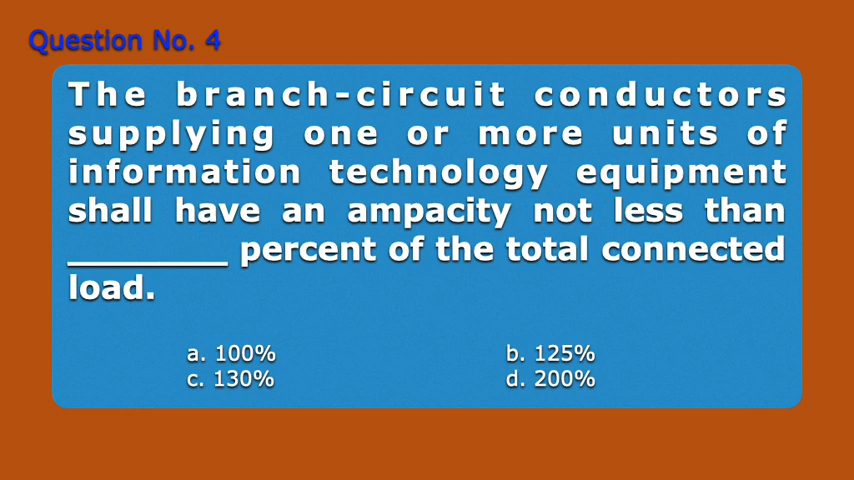 Question No. 4
The branch-circuit conductors
supplying one or more units of
information technology equipment
shall have an ampacity not less than
_________ percent of the total connected
load.
a. 100% b. 125%
c. 130% d. 200%